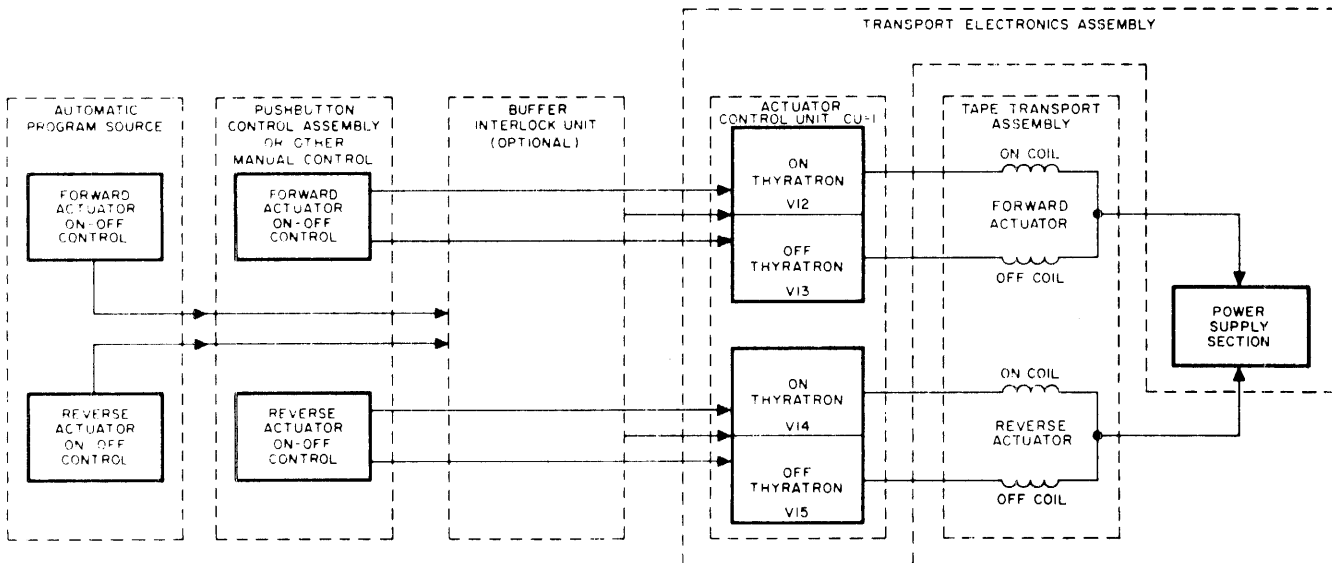 TRANSPORT ELECTRONICS ASSEMBLY
AUTOMATIC
PROGRAM SOURCE
PUSHBUTTON
CONTROL ASSEMBLY
OR OTHER
MANUAL CONTROL
BUFFER
INTERLOCK UNIT
(OPTIONAL)
ACTUATOR
CONTROL UNIT CU-1
TAPE TRANSPORT
ASSEMBLY
FORWARD
ACTUATOR
ON-OFF
CONTROL
FORWARD
ACTUATOR
ON-OFF
CONTROL
ON
THYRATRON
V12
OFF
THYRATRON
V13
ON COIL
FORWARD
ACTUATOR
OFF COIL
POWER
SUPPLY
SECTION
REVERSE
ACTUATOR
ON-OFF
CONTROL
REVERSE
ACTUATOR
ON-OFF
CONTROL
ON
THYRATRON
V14
OFF
THYRATRON
V15
ON COIL
REVERSE
ACTUATOR
OFF COIL